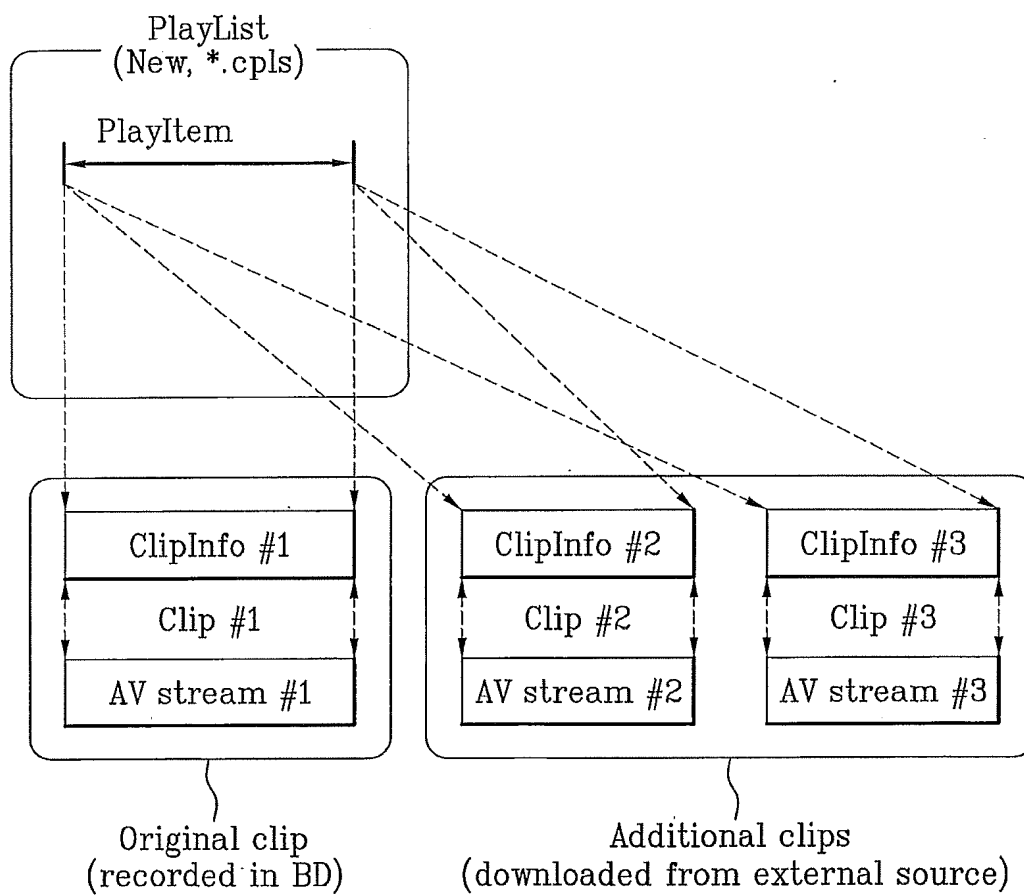 PlayList
(New, *.cpls)
PlayItem
ClipInfo #1
ClipInfo #2
ClipInfo #3
Clip #1
Clip #2
Clip #3
AV stream #1
AV stream #2
AV stream #3
Original clip
(recorded in BD)
Additional clips
(downloaded from external source)